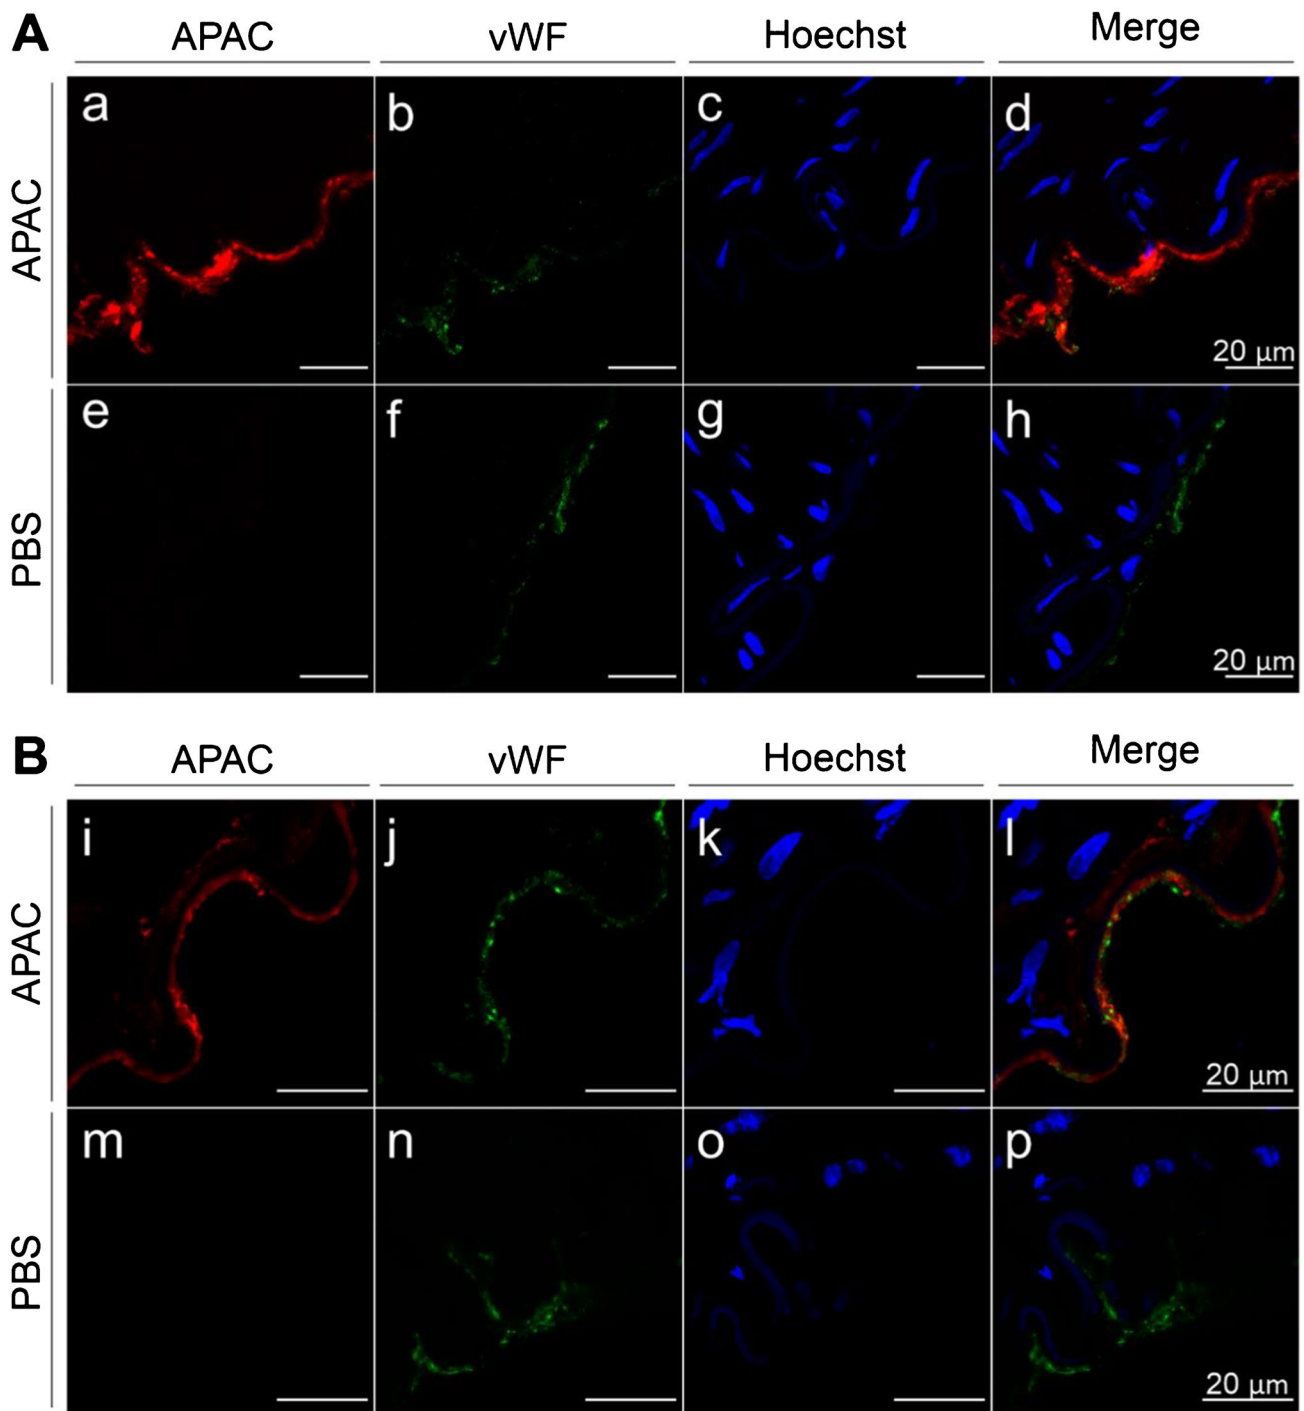 A
APAC vWF Hoechst Merge
APAC
a b c d
20 µm
PBS
e f g h
20 µm
B
APAC vWF Hoechst Merge
APAC
i j k l
20 µm
PBS
m n o p
20 µm